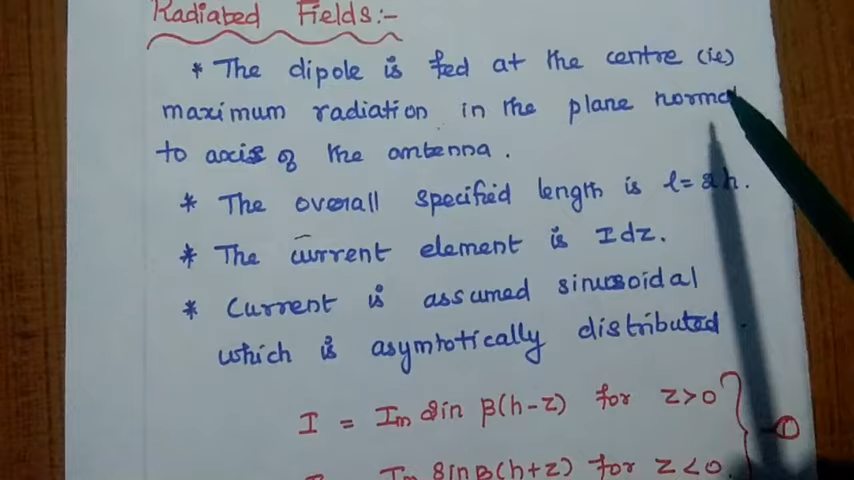 Radiated Fields:-
* The dipole is fed at the centre (ie)
maximum radiation in the plane normal
to axis of the antenna.
* The overall specified length is l=2h.
* The current element is Idz.
* Current is assumed sinusoidal
which is asymtotically distributed.
I = Im sin β(h-z) for z>0
Im sin β(h+z) for z<0 ①